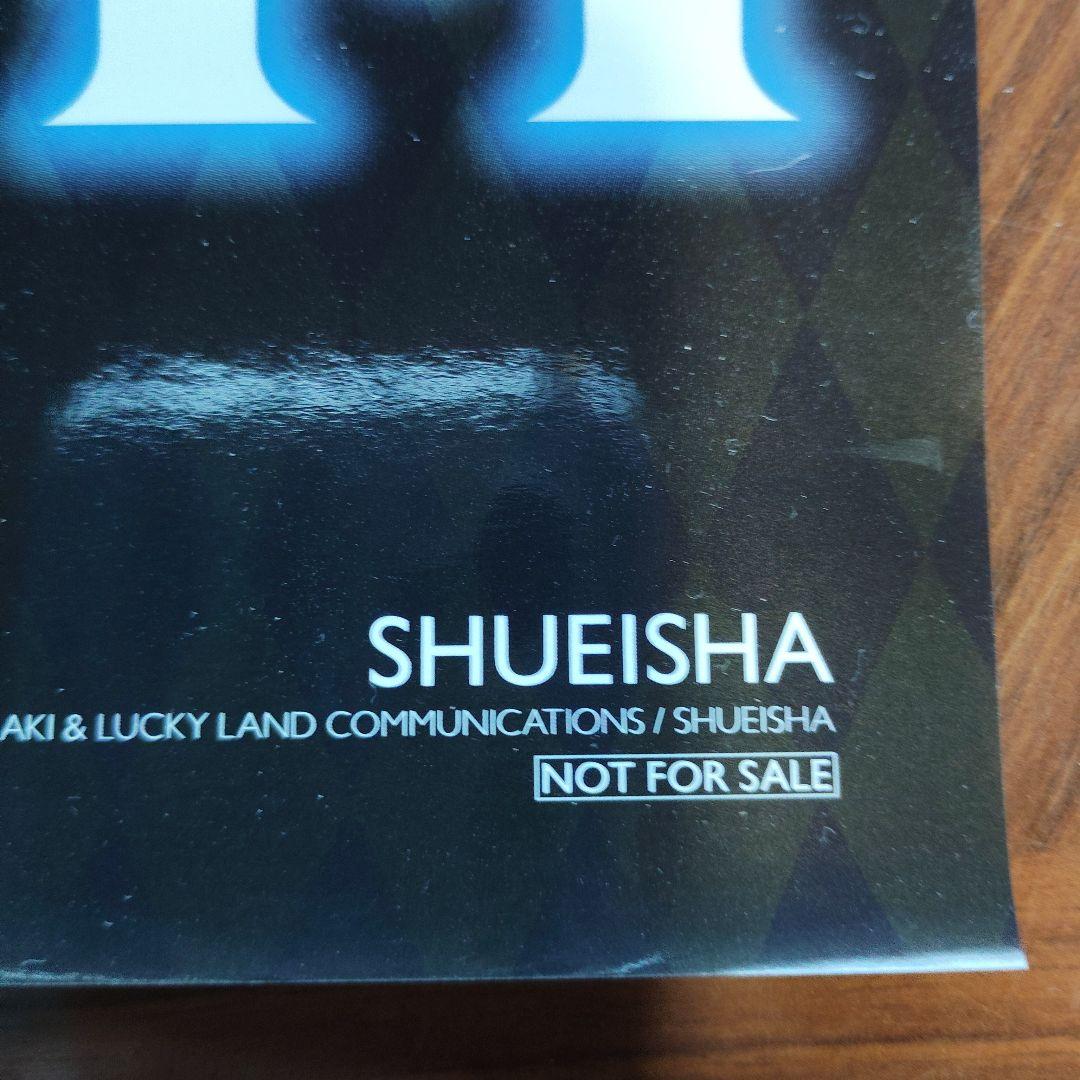 SHUEISHA
AKI & LUCKY LAND COMMUNICATIONS / SHUEISHA
NOT FOR SALE